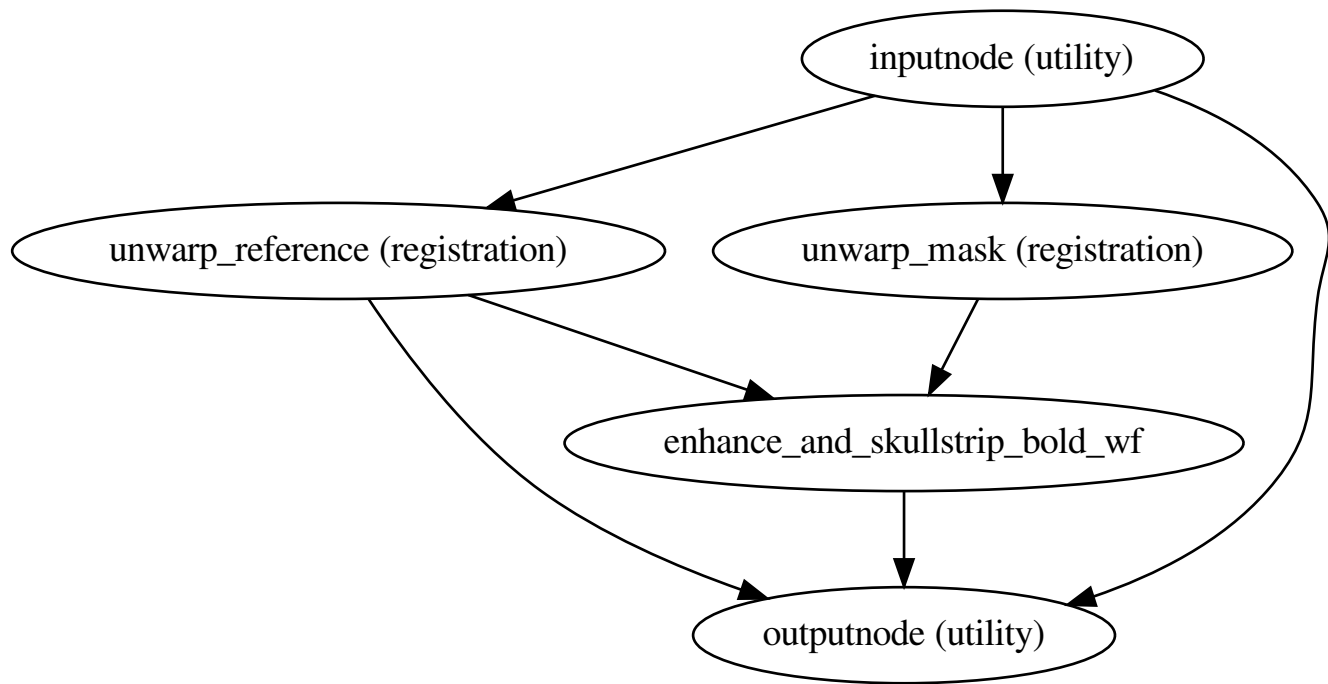 inputnode (utility)
unwarp_reference (registration)
unwarp_mask (registration)
enhance_and_skullstrip_bold_wf
outputnode (utility)